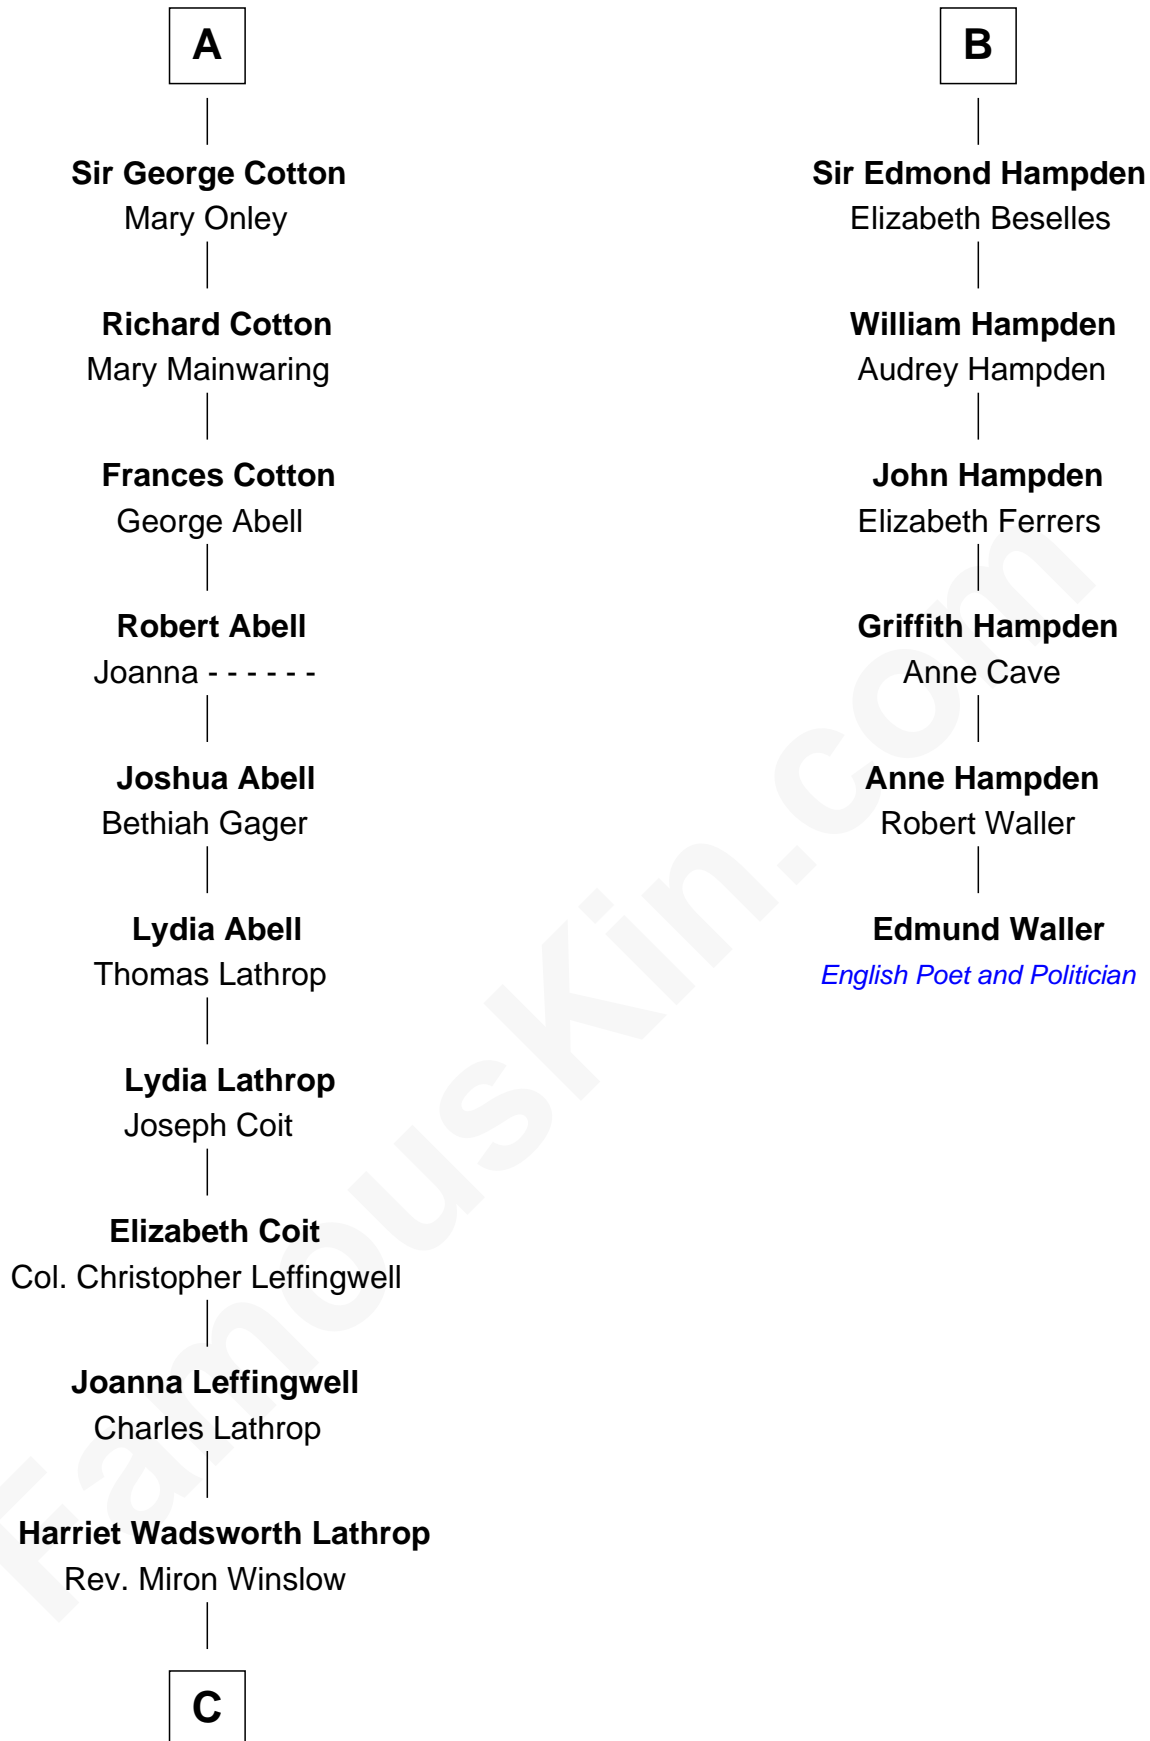 A
Sir George Cotton
Mary Onley
Richard Cotton
Mary Mainwaring
Frances Cotton
George Abell
Robert Abell
Joanna - - - - - -
Joshua Abell
Bethiah Gager
Lydia Abell
Thomas Lathrop
Lydia Lathrop
Joseph Coit
Elizabeth Coit
Col. Christopher Leffingwell
Joanna Leffingwell
Charles Lathrop
Harriet Wadsworth Lathrop
Rev. Miron Winslow
C
B
Sir Edmond Hampden
Elizabeth Beselles
William Hampden
Audrey Hampden
John Hampden
Elizabeth Ferrers
Griffith Hampden
Anne Cave
Anne Hampden
Robert Waller
Edmund Waller
English Poet and Politician
FamousKin.com